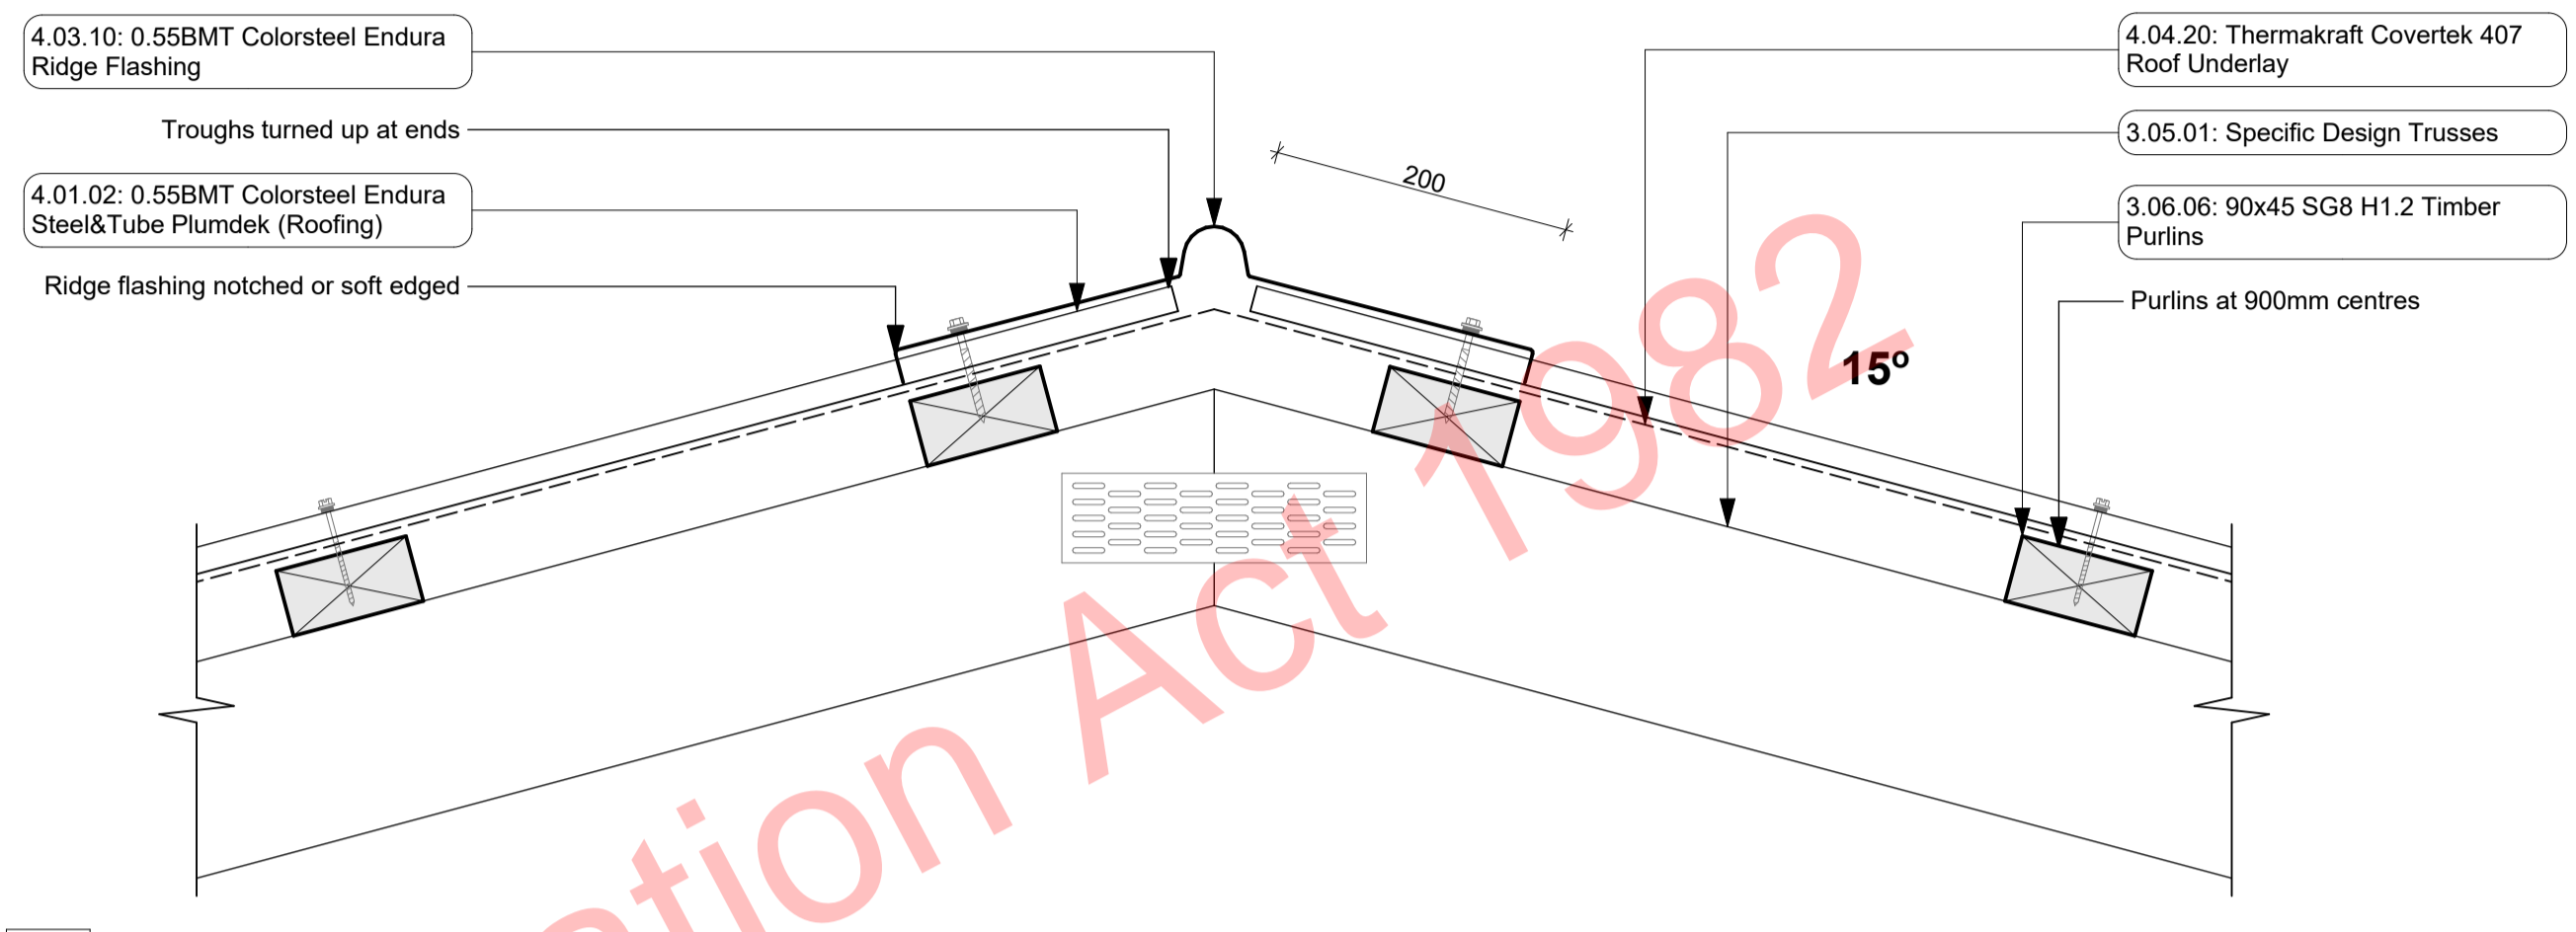 4.03.10: 0.55BMT Colorsteel Endura
Ridge Flashing
Troughs turned up at ends
4.01.02: 0.55BMT Colorsteel Endura
Steel&Tube Plumdek (Roofing)
Ridge flashing notched or soft edged
200
4.04.20: Thermakraft Covertek 407
Roof Underlay
3.05.01: Specific Design Trusses
3.06.06: 90x45 SG8 H1.2 Timber
Purlins
Purlins at 900mm centres
15º
ation Act 1982